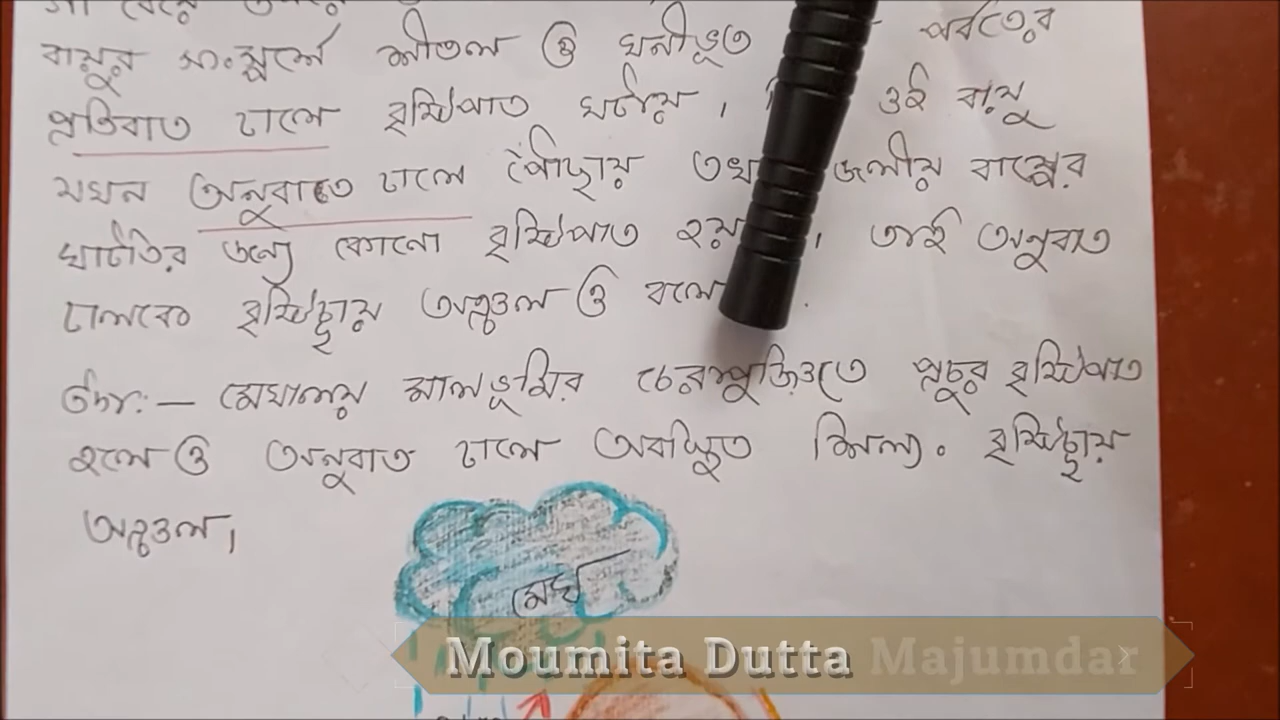 বায়ুর সংস্পর্শে শীতল ও ঘনীভূত পর্বতের
প্রতিবাত ঢালে বৃষ্টিপাত ঘটায়। ওই বায়ু
যখন অনুবাতে ঢালে পৌঁছায় তখ জলীয় বাষ্পের
ঘাটতির জন্যে কোনো বৃষ্টিপাত হয় । তাই অনুবাত
ঢালকে বৃষ্টিচ্ছায় অঞ্চল ও বলে .
উদা:— মেঘালয় মালভূমির চেরাপুঞ্জিতে প্রচুর বৃষ্টিপাত
হলেও অনুবাত ঢালে অবস্থিত শিলং বৃষ্টিচ্ছায়
অঞ্চল।
মেঘ
Moumita Dutta Majumdar